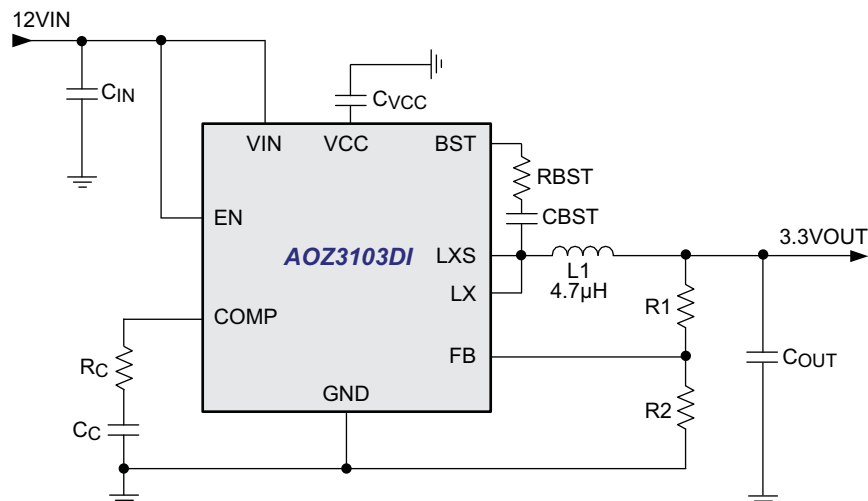 12VIN
CIN
CVCC
VIN
VCC
BST
RBST
CBST
EN
AOZ3103DI
LXS
LX
L1
4.7µH
3.3VOUT
COMP
R1
FB
COUT
RC
GND
R2
CC